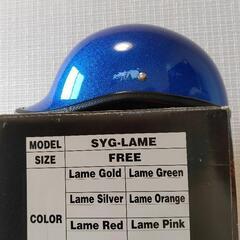 MODEL SYG-LAME
SIZE FREE
COLOR
Lame Gold Lame Green
Lame Silver Lame Orange
Lame Red Lame Pink